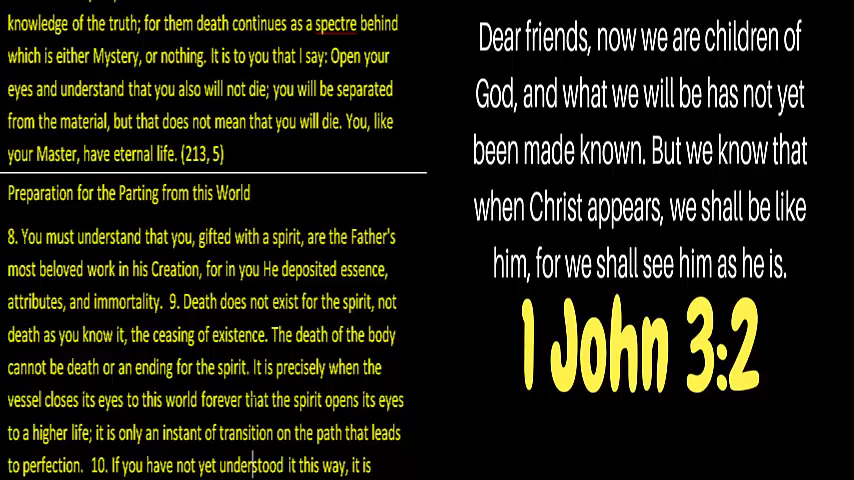 knowledge of the truth; for them death continues as a spectre behind
which is either Mystery, or nothing. It is to you that I say: Open your
eyes and understand that you also will not die; you will be separated
from the material, but that does not mean that you will die. You, like
your Master, have eternal life. (213, 5)
Preparation for the Parting from this World
8. You must understand that you, gifted with a spirit, are the Father's
most beloved work in his Creation, for in you He deposited essence,
attributes, and immortality.  9. Death does not exist for the spirit, not
death as you know it, the ceasing of existence. The death of the body
cannot be death or an ending for the spirit. It is precisely when the
vessel closes its eyes to this world forever that the spirit opens its eyes
to a higher life; it is only an instant of transition on the path that leads
to perfection.  10. If you have not yet understood it this way, it is
Dear friends, now we are children of
God, and what we will be has not yet
been made known. But we know that
when Christ appears, we shall be like
him, for we shall see him as he is.
1 John 3:2